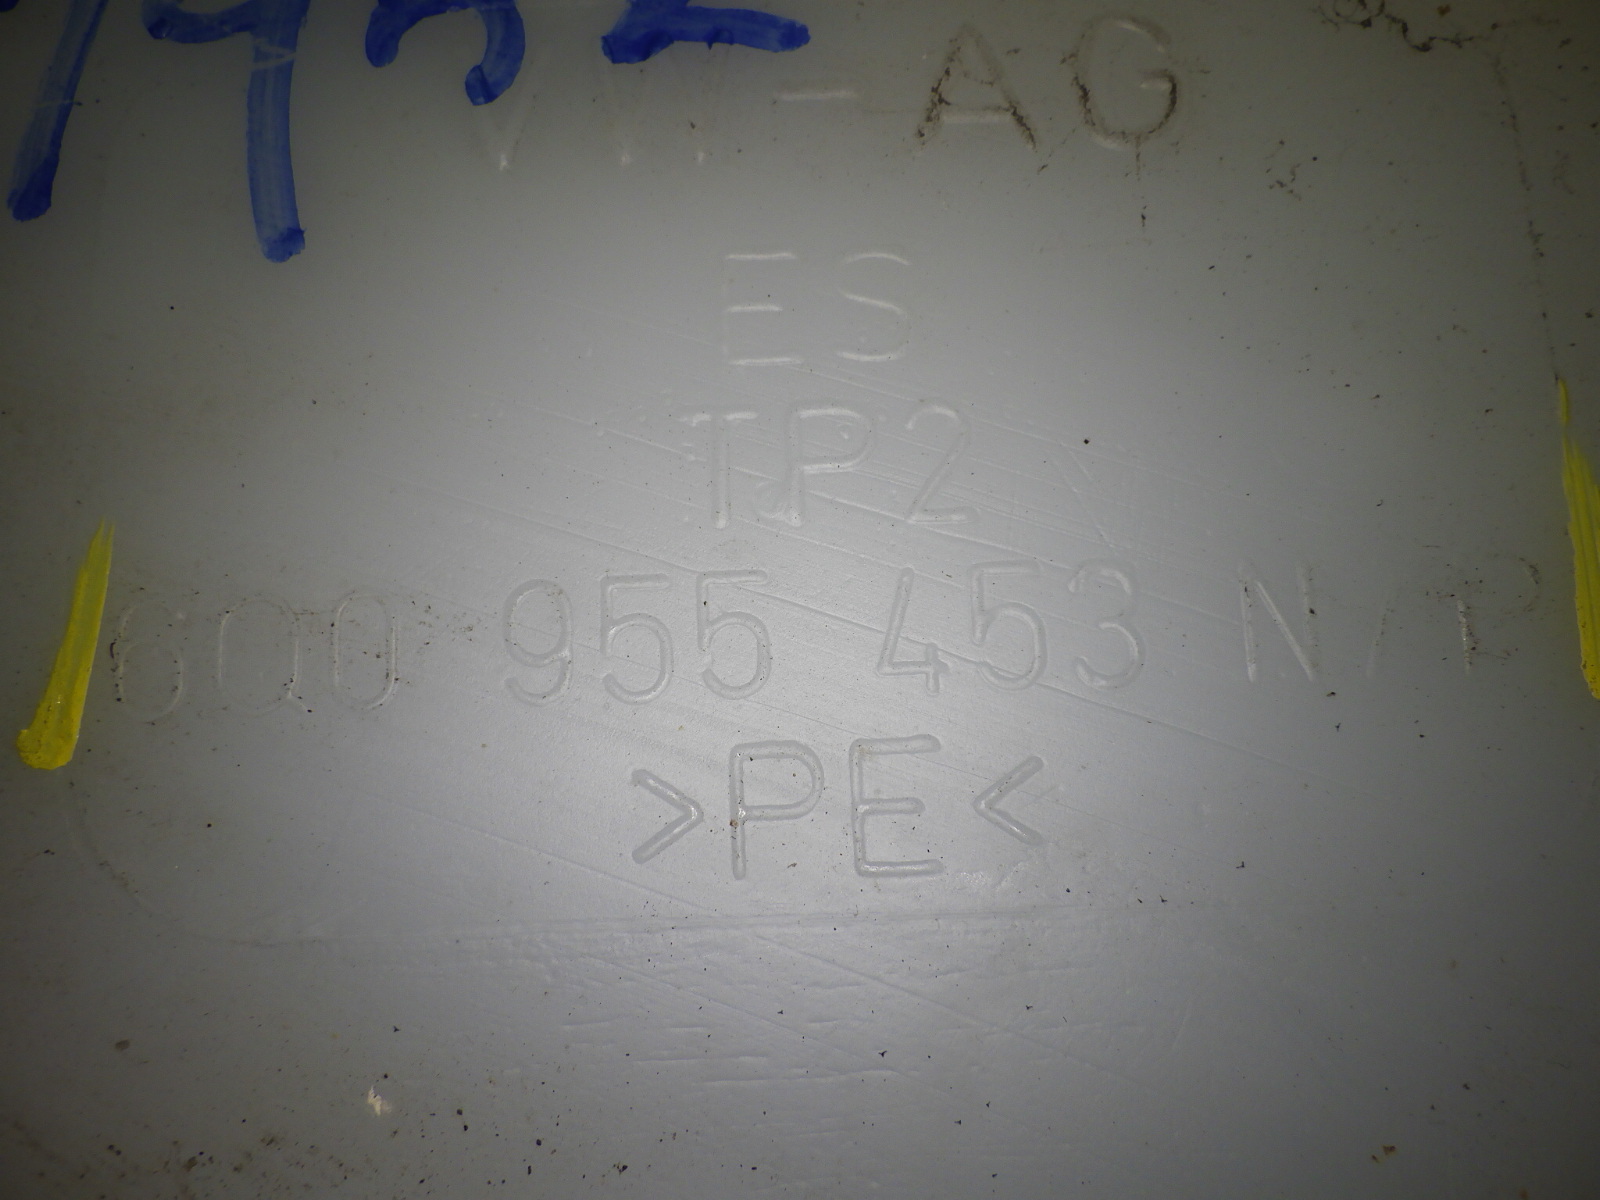 VW-AG
ES
TP2
6Q0 955 453 N/P
>PE<